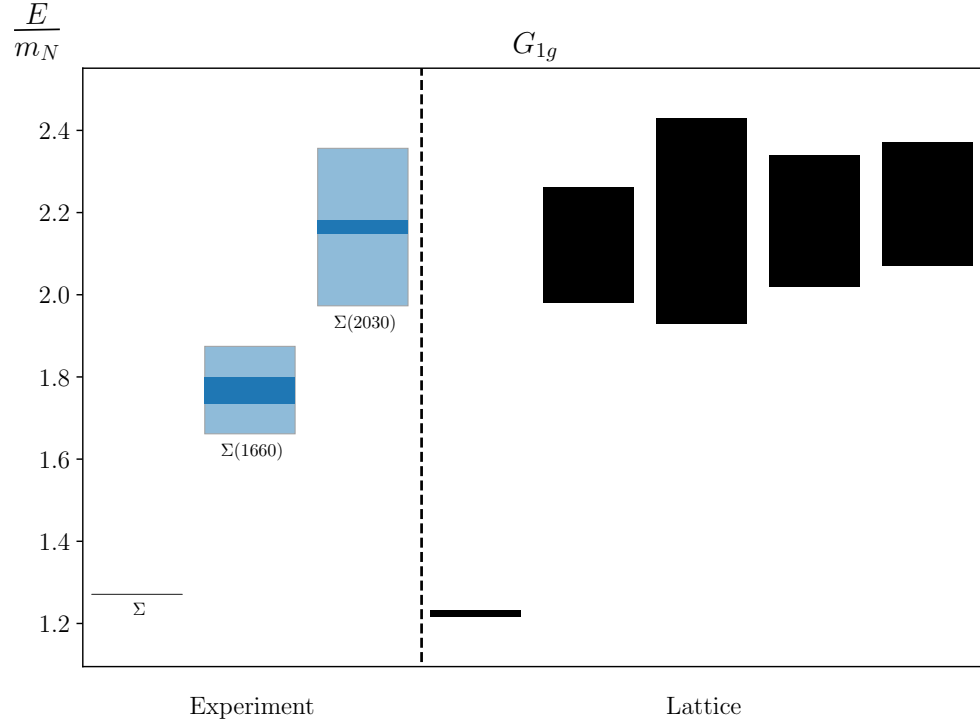 E
m_N
G_{1g}
2.4
2.2
2.0
1.8
1.6
1.4
1.2
Σ(2030)
Σ(1660)
Σ
Experiment
Lattice